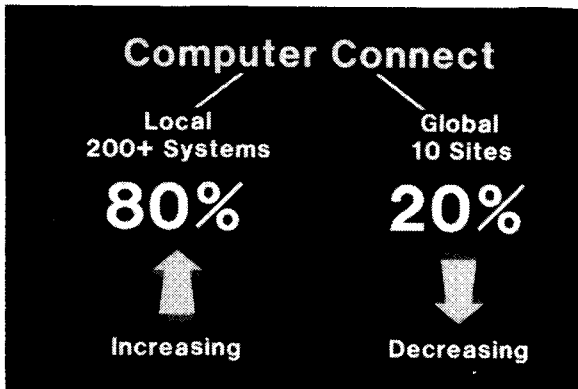 Computer Connect
Local
200+ Systems
80%
Increasing
Global
10 Sites
20%
Decreasing